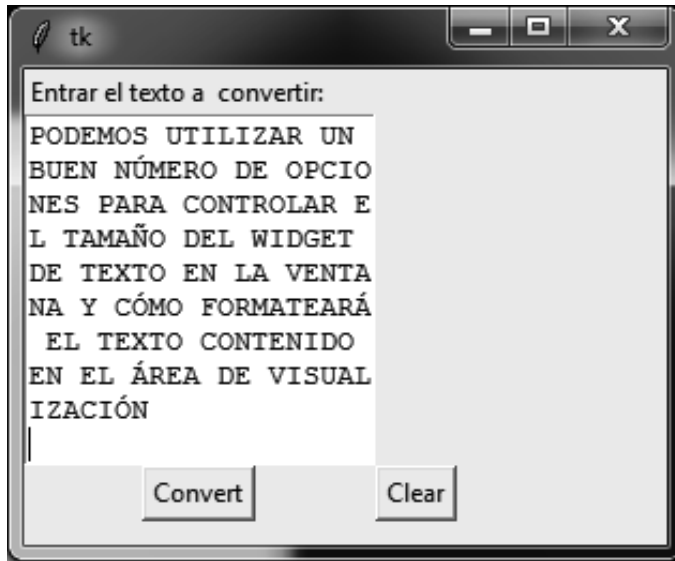 tk
Entrar el texto a  convertir:
PODEMOS UTILIZAR UN
BUEN NÚMERO DE OPCIO
NES PARA CONTROLAR E
L TAMAÑO DEL WIDGET
DE TEXTO EN LA VENTA
NA Y CÓMO FORMATEARÁ
 EL TEXTO CONTENIDO
EN EL ÁREA DE VISUAL
IZACIÓN
Convert Clear